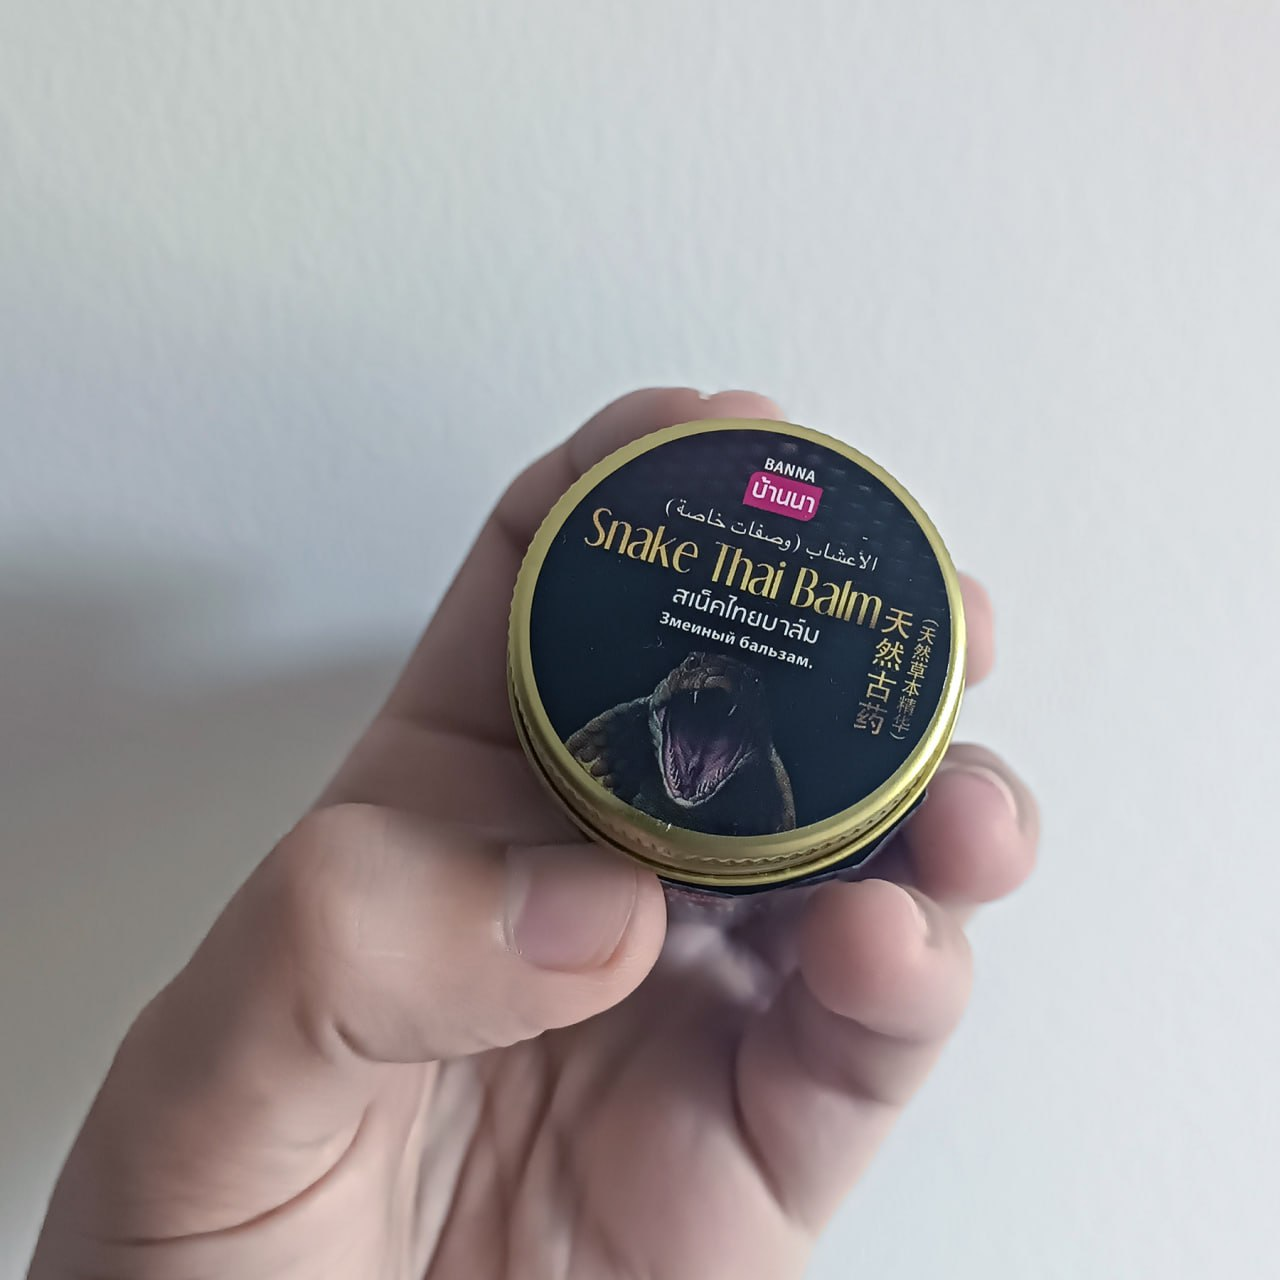 BANNA
บ้านนา
الأعشاب (وصفات خاصة)
Snake Thai Balm
สเน็คไทยบาล์ม
Змеиный бальзам.
天然古药
(天然草本精华)